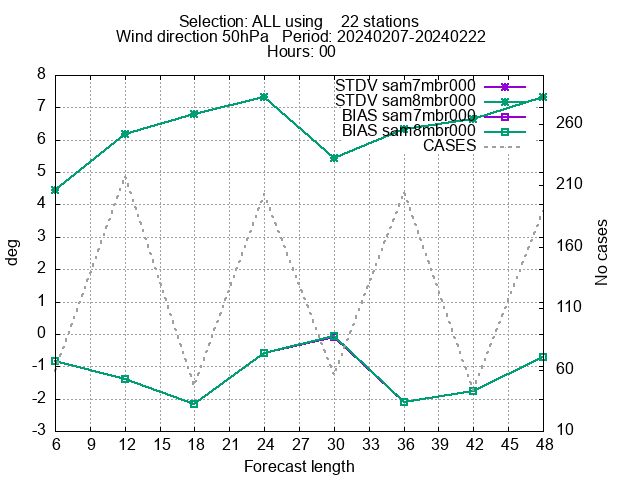 Selection: ALL using    22 stations
Wind direction 50hPa   Period: 20240207-20240222
Hours: 00
STDV sam7mbr000
STDV sam8mbr000
BIAS sam7mbr000
BIAS sam8mbr000
CASES
8
7
6
5
4
3
2
1
0
-1
-2
-3
deg
260
210
160
110
60
10
No cases
6 9 12 15 18 21 24 27 30 33 36 39 42 45 48
Forecast length